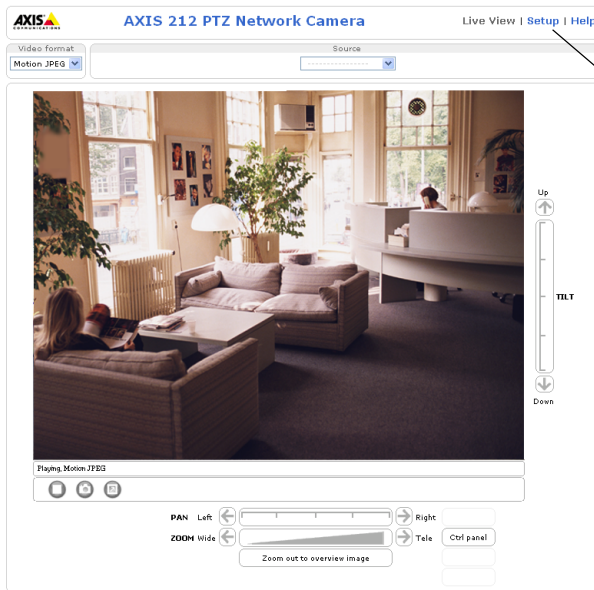 AXIS
COMMUNICATIONS
AXIS 212 PTZ Network Camera
Live View | Setup | Help
Video format
Source
Motion JPEG
----------------
Up
TILT
Down
Playing, Motion JPEG
PAN Left Right
ZOOM Wide Tele Ctrl panel
Zoom out to overview image